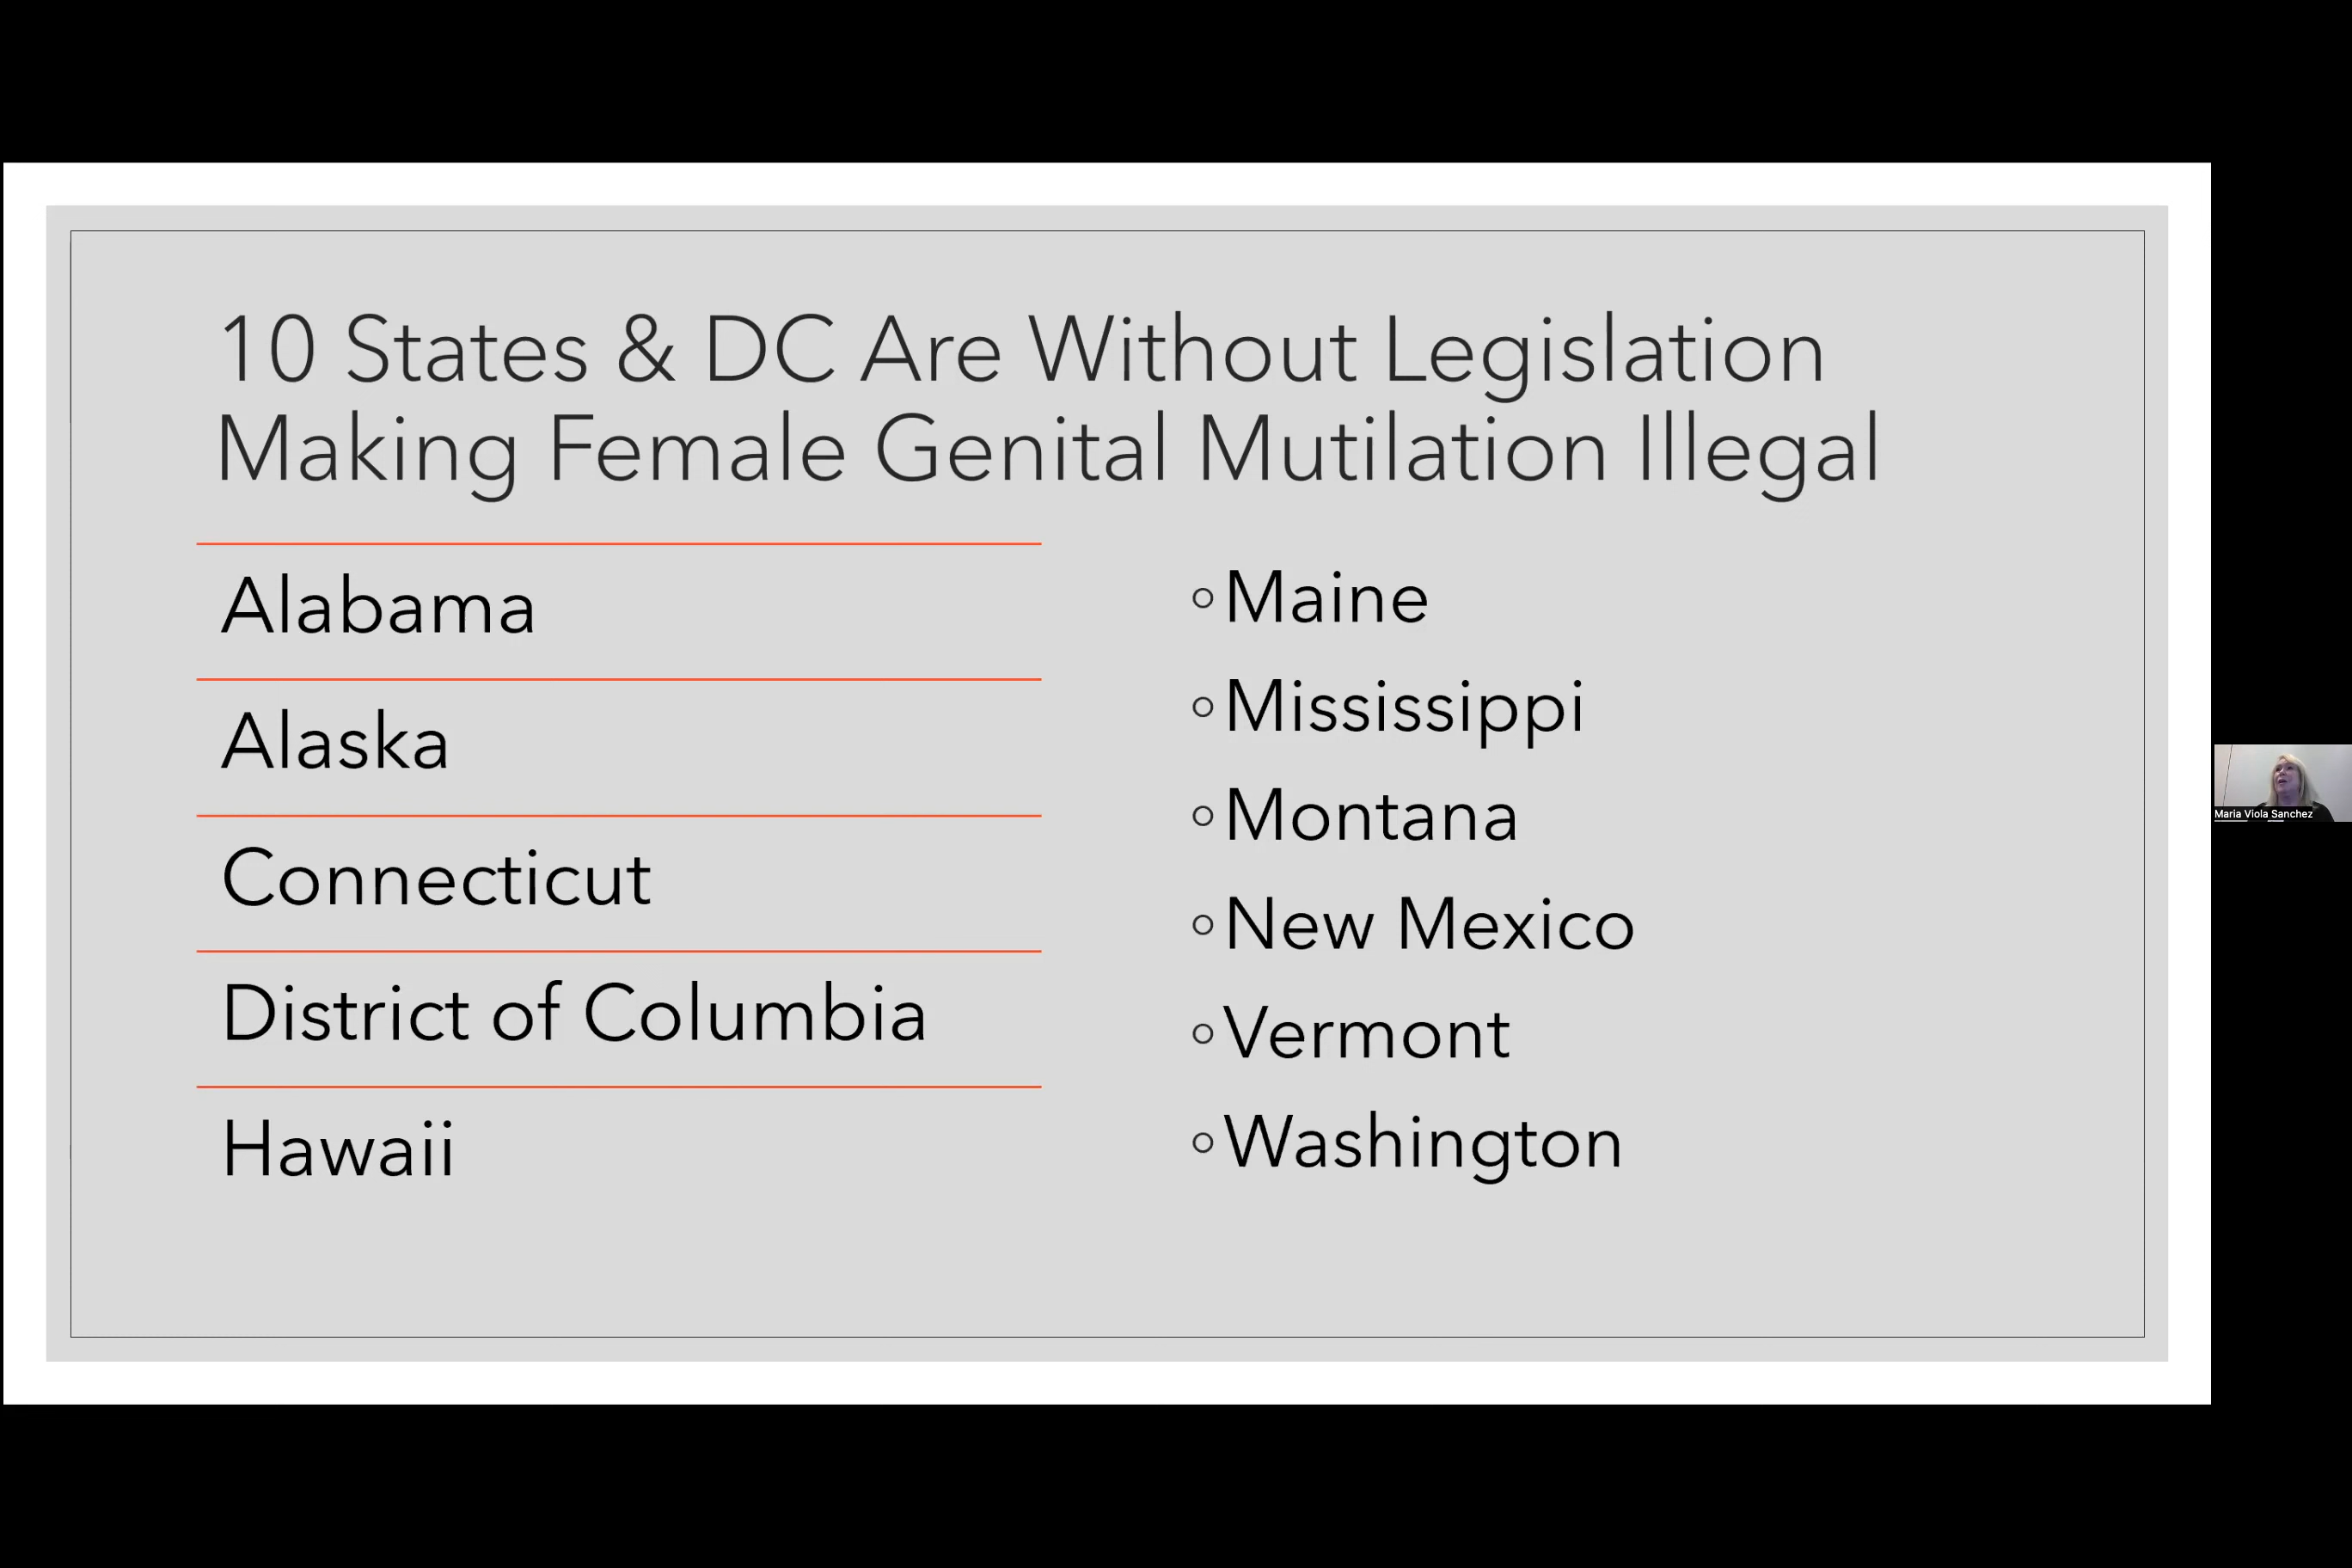 10 States & DC Are Without Legislation
Making Female Genital Mutilation Illegal
Alabama
Alaska
Connecticut
District of Columbia
Hawaii
Maine
Mississippi
Montana
New Mexico
Vermont
Washington
Maria Viola Sanchez